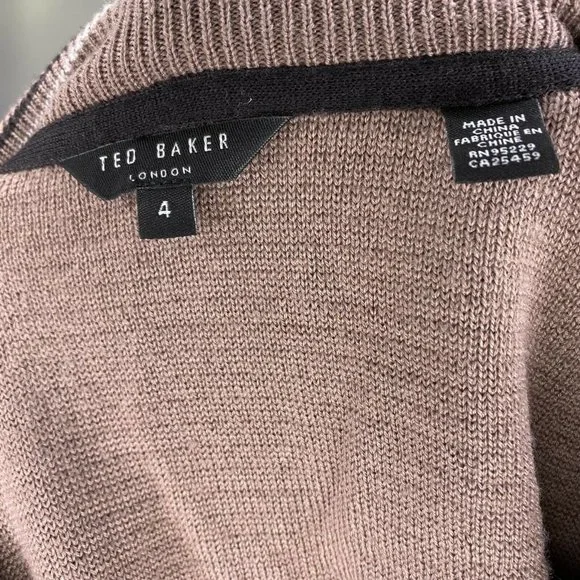 TED BAKER
LONDON
4
MADE IN
CHINA
FABRIQUE EN
CHINE
RN95229
CA25459